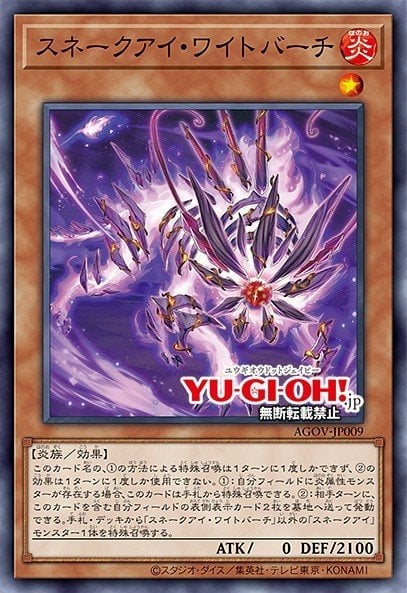 スネークアイ・ワイトバーチ
ほのお
炎
ユウギオウドットジェイピー
YU-GI-OH!.jp
無断転載禁止
AGOV-JP009
【炎族／効果】
このカード名の、①の方法による特殊召喚は1ターンに1度しかできず、②の
効果は1ターンに1度しか使用できない。①：自分フィールドに炎属性モン
スターが存在する場合、このカードは手札から特殊召喚できる。②：相手ターンに、
このカードを含む自分フィールドの表側表示カード2枚を墓地へ送って発動
できる。手札・デッキから「スネークアイ・ワイトバーチ」以外の「スネークアイ」
モンスター1体を特殊召喚する。
ATK/ 0 DEF/2100
©スタジオ・ダイス／集英社・テレビ東京・KONAMI